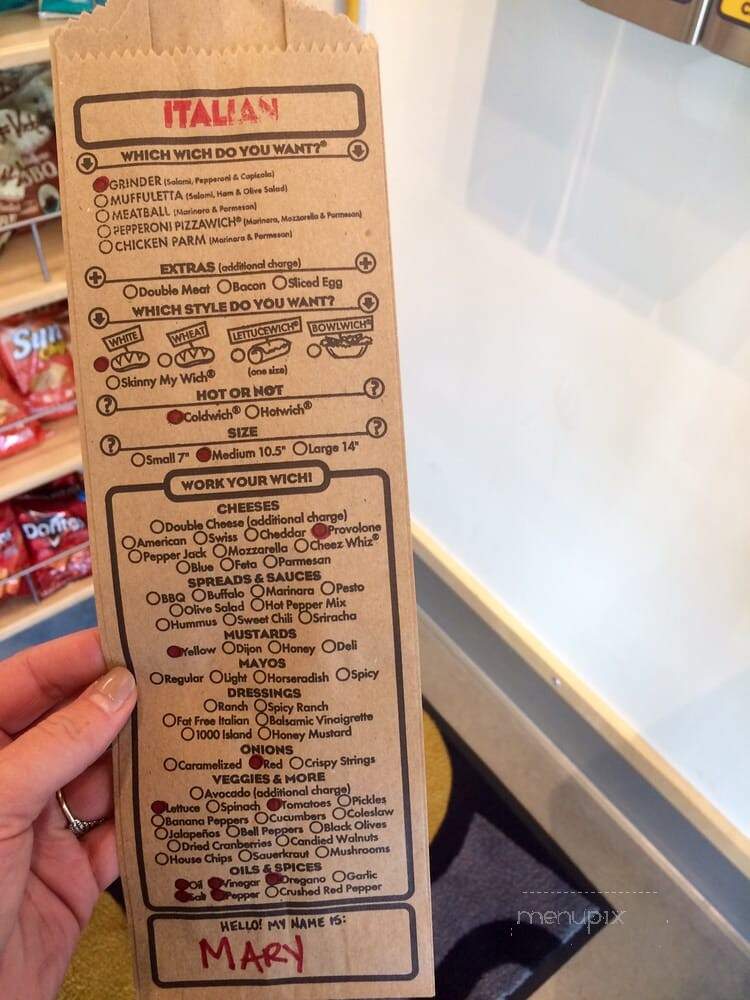 ITALIAN
WHICH WICH DO YOU WANT?®
GRINDER (Salami, Pepperoni & Capicola)
MUFFULETTA (Salami, Ham & Olive Salad)
MEATBALL (Marinara & Parmesan)
PEPPERONI PIZZAWICH® (Marinara, Mozzarella & Parmesan)
CHICKEN PARM (Marinara & Parmesan)
EXTRAS (additional charge)
Double Meat Bacon Sliced Egg
WHICH STYLE DO YOU WANT?
WHITE WHEAT LETTUCEWICH® BOWLWICH®
(one size)
Skinny My Wich®
HOT OR NOT
Coldwich® Hotwich®
SIZE
Small 7" Medium 10.5" Large 14"
WORK YOUR WICH!
CHEESES
Double Cheese (additional charge)
American Swiss Cheddar Provolone
Pepper Jack Mozzarella Cheez Whiz®
Blue Feta Parmesan
SPREADS & SAUCES
BBQ Buffalo Marinara Pesto
Olive Salad Hot Pepper Mix
Hummus Sweet Chili Sriracha
MUSTARDS
Yellow Dijon Honey Deli
MAYOS
Regular Light Horseradish Spicy
DRESSINGS
Ranch Spicy Ranch
Fat Free Italian Balsamic Vinaigrette
1000 Island Honey Mustard
ONIONS
Caramelized Red Crispy Strings
VEGGIES & MORE
Avocado (additional charge)
Lettuce Spinach Tomatoes Pickles
Banana Peppers Cucumbers Coleslaw
Jalapeños Bell Peppers Black Olives
Dried Cranberries Candied Walnuts
House Chips Sauerkraut Mushrooms
OILS & SPICES
Oil Vinegar Oregano Garlic
Salt Pepper Crushed Red Pepper
HELLO! MY NAME IS:
MARY
Sun
Doritos
menupix